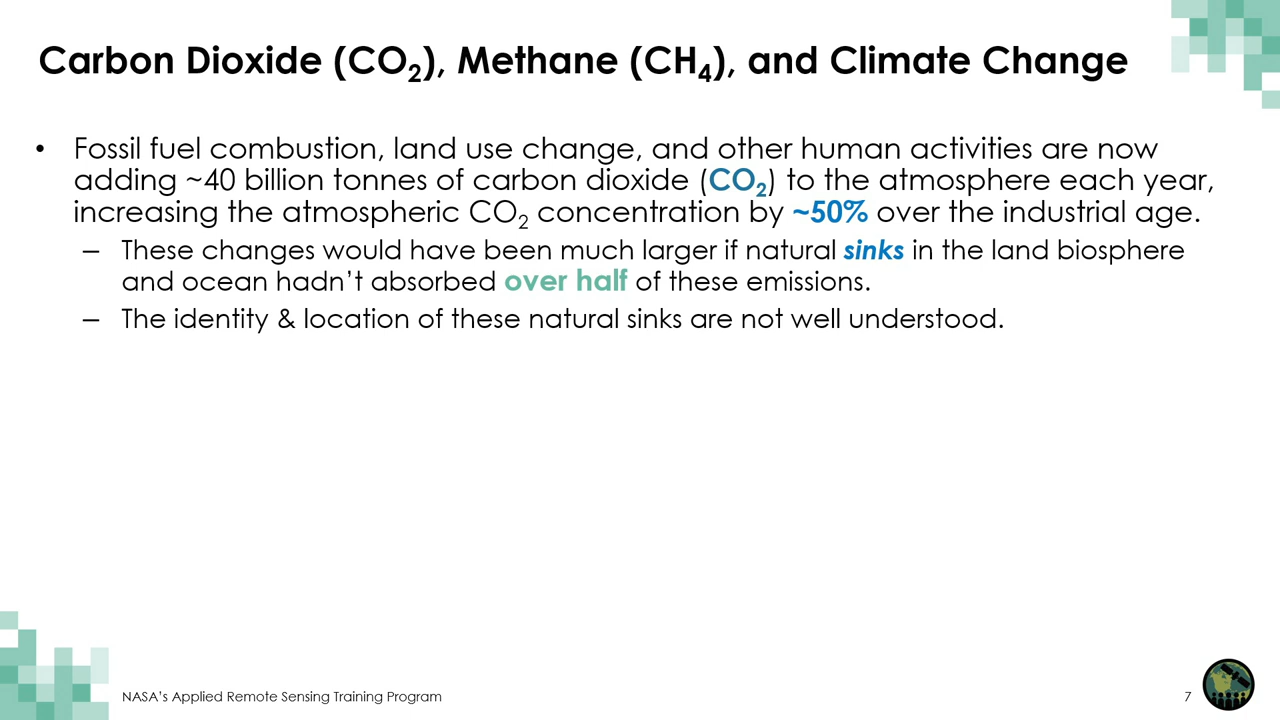 Carbon Dioxide (CO₂), Methane (CH₄), and Climate Change
• Fossil fuel combustion, land use change, and other human activities are now
adding ~40 billion tonnes of carbon dioxide (CO₂) to the atmosphere each year,
increasing the atmospheric CO₂ concentration by ~50% over the industrial age.
– These changes would have been much larger if natural sinks in the land biosphere
and ocean hadn’t absorbed over half of these emissions.
– The identity & location of these natural sinks are not well understood.
NASA’s Applied Remote Sensing Training Program
7